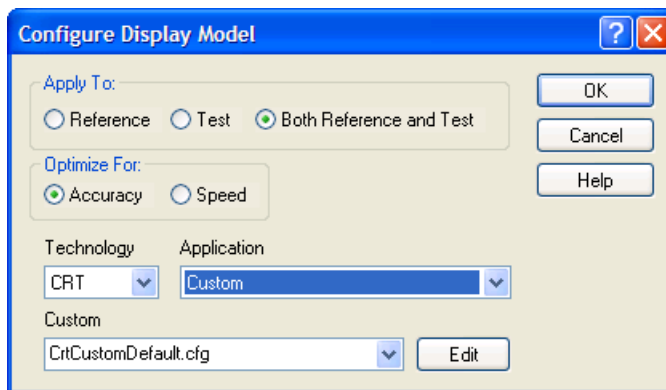 Configure Display Model ?
Apply To:
Reference Test Both Reference and Test
OK
Cancel
Optimize For:
Accuracy Speed
Help
Technology Application
CRT Custom
Custom
CrtCustomDefault.cfg Edit